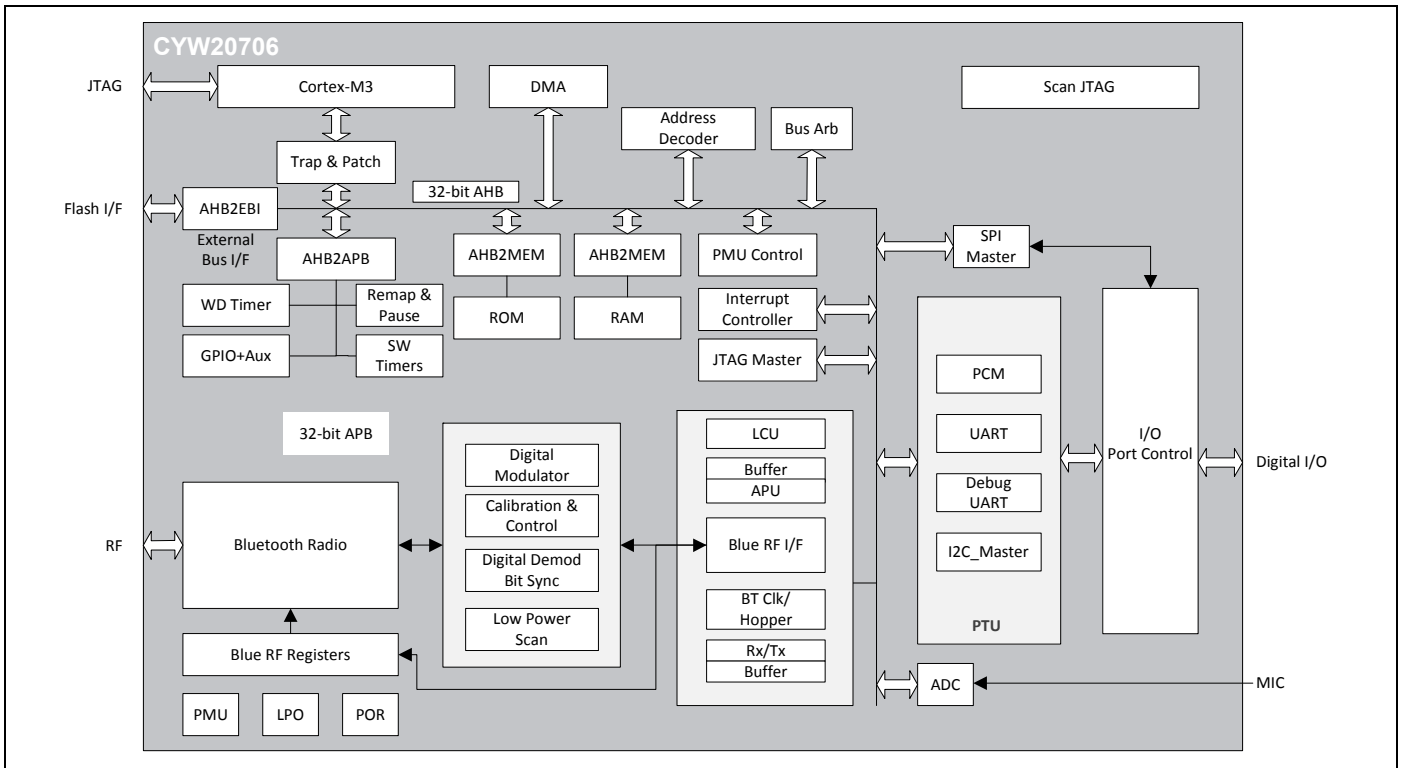 CYW20706
JTAG
Cortex-M3
DMA
Scan JTAG
Address
Decoder
Bus Arb
Trap & Patch
32-bit AHB
Flash I/F
AHB2EBI
External
Bus I/F
AHB2APB
AHB2MEM
AHB2MEM
PMU Control
SPI
Master
WD Timer
Remap &
Pause
ROM
RAM
Interrupt
Controller
GPIO+Aux
SW
Timers
JTAG Master
PCM
UART
Debug
UART
I2C_Master
PTU
I/O
Port Control
Digital I/O
32-bit APB
Digital
Modulator
Calibration &
Control
Digital Demod
Bit Sync
Low Power
Scan
LCU
Buffer
APU
Blue RF I/F
BT Clk/
Hopper
Rx/Tx
Buffer
RF
Bluetooth Radio
Blue RF Registers
PMU
LPO
POR
ADC
MIC